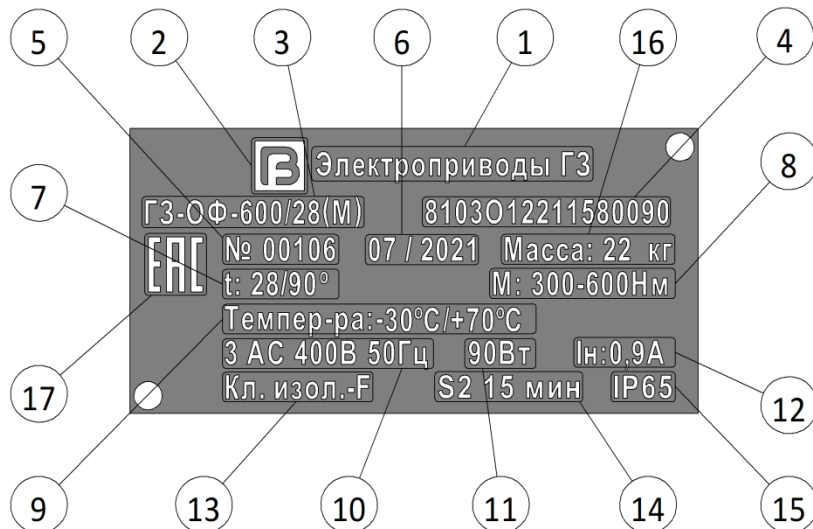 5 2 3 6 1 16 4
Электроприводы ГЗ
7 8
ГЗ-ОФ-600/28(М) 8103О12211580090
ЕАС № 00106 07 / 2021 Масса: 22 кг
t: 28/90° М: 300-600Нм
Темпер-ра:-30°С/+70°С
3 АС 400В 50Гц 90Вт Iн:0,9А
17 12
Кл. изол.-F S2 15 мин IP65
9 13 10 11 14 15